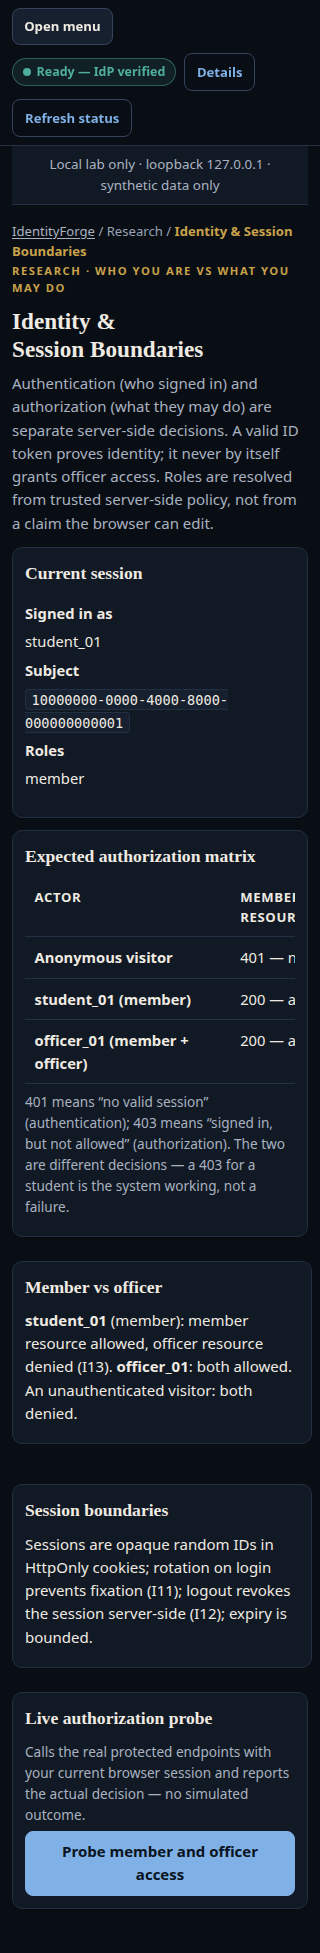 Open menu
Ready — IdP verified
Details
Refresh status
Local lab only · loopback 127.0.0.1 ·
synthetic data only
IdentityForge / Research / Identity & Session
Boundaries
RESEARCH · WHO YOU ARE VS WHAT YOU
MAY DO
Identity &
Session Boundaries
Authentication (who signed in) and
authorization (what they may do) are
separate server-side decisions. A valid ID
token proves identity; it never by itself
grants officer access. Roles are resolved
from trusted server-side policy, not from
a claim the browser can edit.
Current session
Signed in as
student_01
Subject
10000000-0000-4000-8000-
000000000001
Roles
member
Expected authorization matrix
ACTOR
Anonymous visitor 401 —
student_01 (member) 200 —
officer_01 (member + 200 —
officer)
401 means “no valid session”
(authentication); 403 means “signed in,
but not allowed” (authorization). The two
are different decisions — a 403 for a
student is the system working, not a
failure.
Member vs officer
student_01 (member): member
resource allowed, officer resource
denied (I13). officer_01: both allowed.
An unauthenticated visitor: both
denied.
Session boundaries
Sessions are opaque random IDs in
HttpOnly cookies; rotation on login
prevents fixation (I11); logout revokes
the session server-side (I12); expiry is
bounded.
Live authorization probe
Calls the real protected endpoints with
your current browser session and reports
the actual decision — no simulated
outcome.
Probe member and officer
access